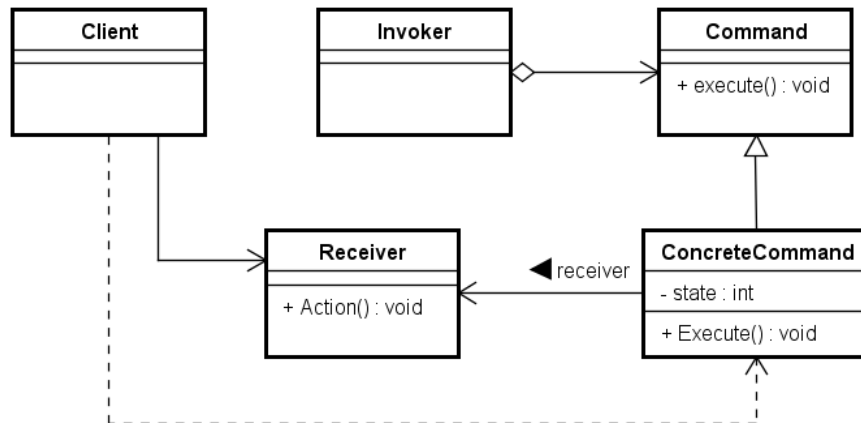 Client
Invoker
Command
+ execute() : void
Receiver
+ Action() : void
receiver
ConcreteCommand
- state : int
+ Execute() : void